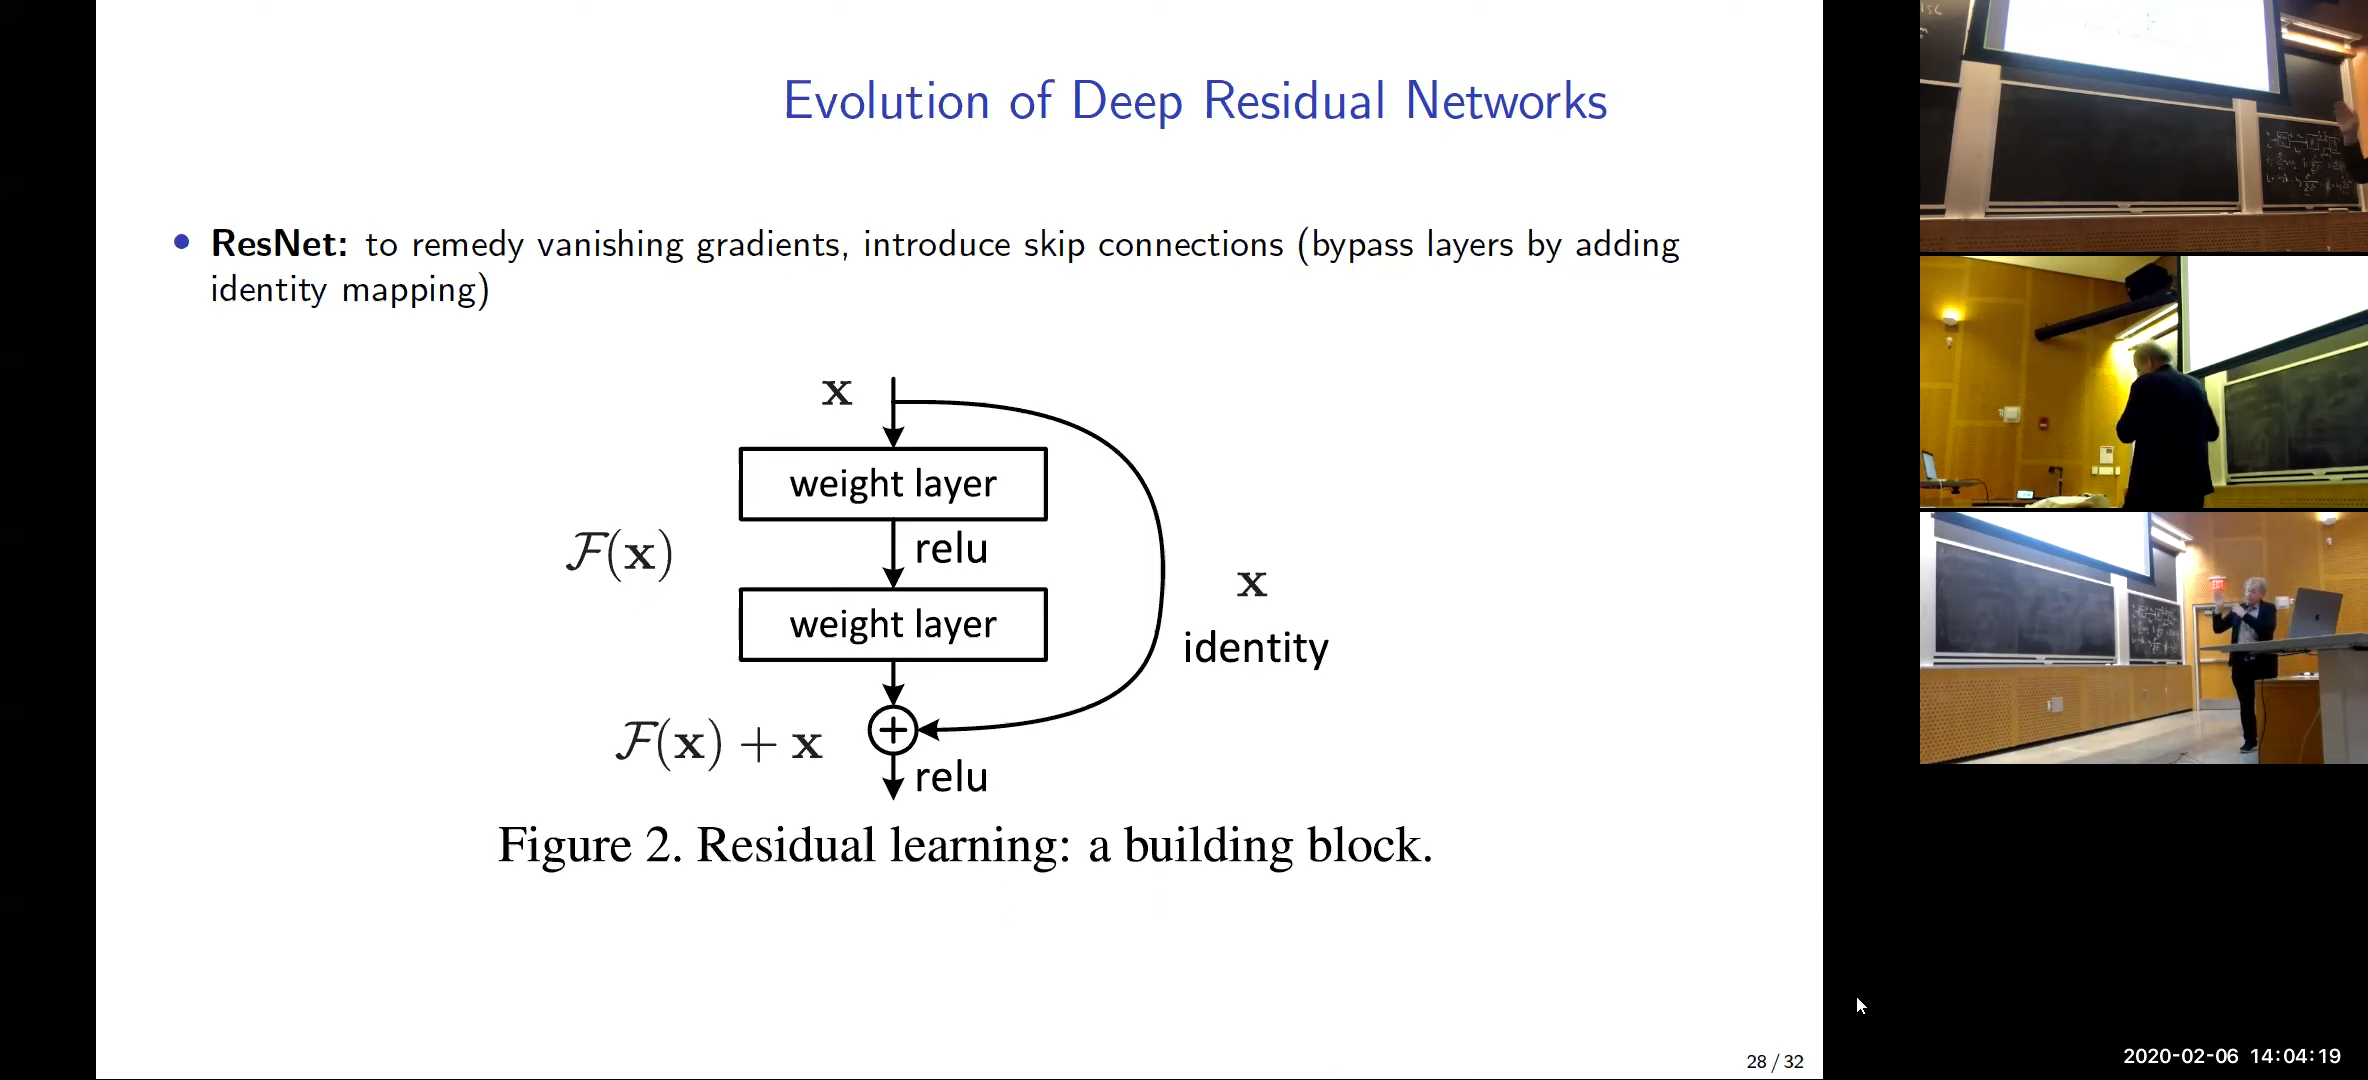 Evolution of Deep Residual Networks
• ResNet: to remedy vanishing gradients, introduce skip connections (bypass layers by adding
identity mapping)
x
weight layer
F(x)
relu
x
weight layer
identity
F(x) + x
+
relu
Figure 2. Residual learning: a building block.
28 / 32
EXIT
2020-02-06 14:04:19